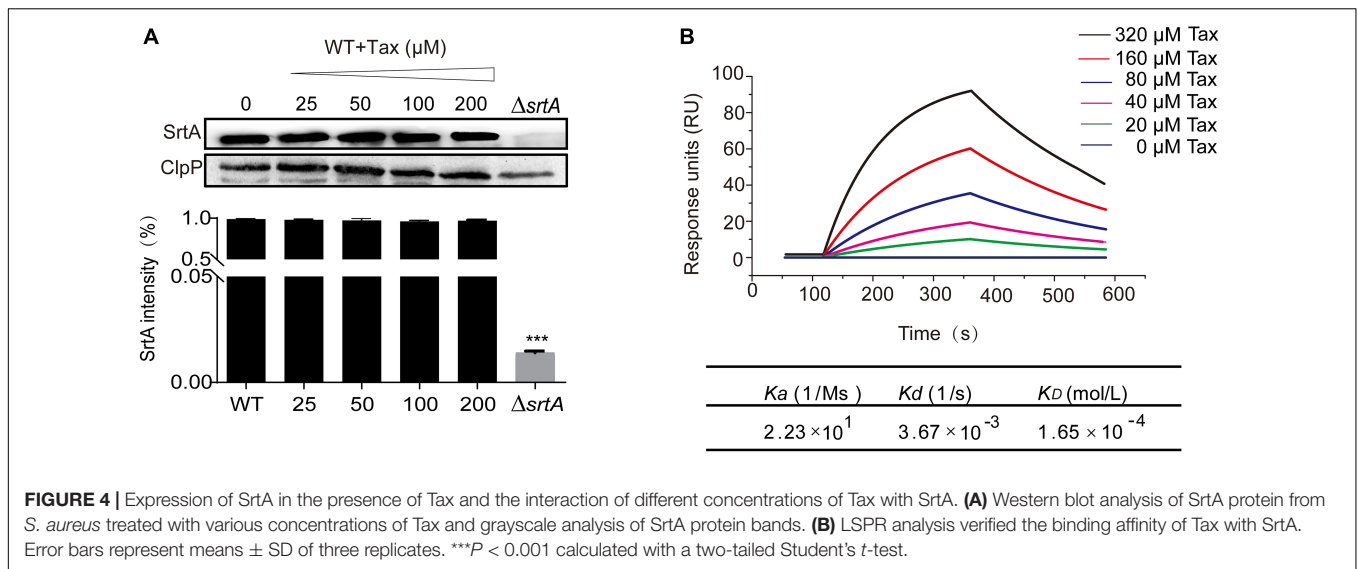 A
WT+Tax (µM)
0 25 50 100 200 ΔsrtA
SrtA
ClpP
SrtA intensity (%)
1.0
0.5
0.05
0.00
***
WT 25 50 100 200 ΔsrtA
B
320 µM Tax
160 µM Tax
80 µM Tax
40 µM Tax
20 µM Tax
0 µM Tax
Response units (RU)
100
80
60
40
20
0
0 100 200 300 400 500 600
Time (s)
Ka (1/Ms) Kd (1/s) KD (mol/L)
2.23 ×10^1 3.67 ×10^-3 1.65 × 10^-4
FIGURE 4 | Expression of SrtA in the presence of Tax and the interaction of different concentrations of Tax with SrtA. (A) Western blot analysis of SrtA protein from
S. aureus treated with various concentrations of Tax and grayscale analysis of SrtA protein bands. (B) LSPR analysis verified the binding affinity of Tax with SrtA.
Error bars represent means ± SD of three replicates. ***P < 0.001 calculated with a two-tailed Student's t-test.